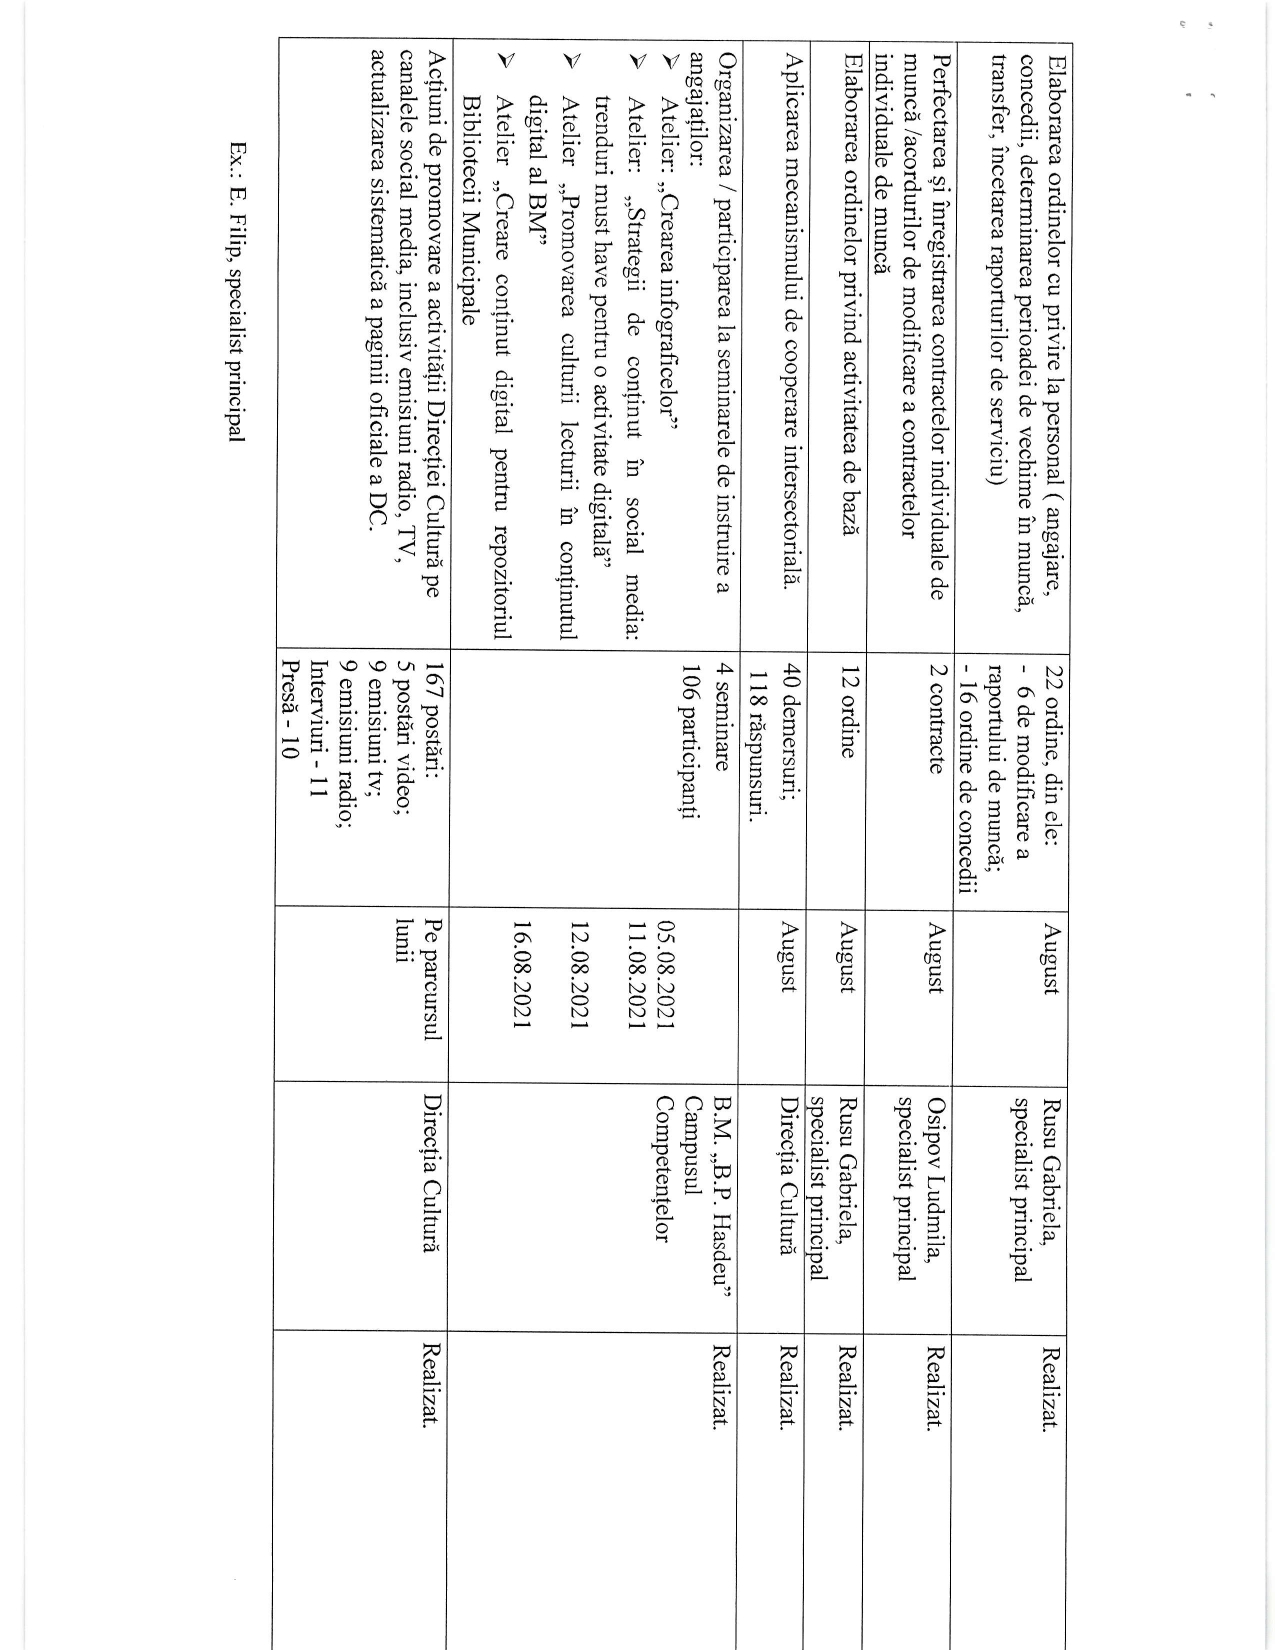 Elaborarea ordinelor cu privire la personal ( angajare,
concedii, determinarea perioadei de vechime în muncă,
transfer, încetarea raporturilor de serviciu)
22 ordine, din ele:
- 6 de modificare a
raportului de muncă;
- 16 ordine de concedii
August
Rusu Gabriela,
specialist principal
Realizat.
Perfectarea și înregistrarea contractelor individuale de
muncă /acordurilor de modificare a contractelor
individuale de muncă
2 contracte
August
Osipov Ludmila,
specialist principal
Realizat.
Elaborarea ordinelor privind activitatea de bază
12 ordine
August
Rusu Gabriela,
specialist principal
Realizat.
Aplicarea mecanismului de cooperare intersectorială.
40 demersuri;
118 răspunsuri.
August
Direcția Cultură
Realizat.
Organizarea / participarea la seminarele de instruire a
angajaților:
➢ Atelier: „Crearea infograficelor”
➢ Atelier: „Strategii de conținut în social media:
trenduri must have pentru o activitate digitală”
➢ Atelier „Promovarea culturii lecturii în conținutul
digital al BM”
➢ Atelier „Creare conținut digital pentru repozitoriul
Bibliotecii Municipale
4 seminare
106 participanți
05.08.2021
11.08.2021
12.08.2021
16.08.2021
B.M. „B.P. Hasdeu”
Campusul
Competențelor
Realizat.
Acțiuni de promovare a activității Direcției Cultură pe
canalele social media, inclusiv emisiuni radio, TV,
actualizarea sistematică a paginii oficiale a DC.
167 postări:
5 postări video;
9 emisiuni tv;
9 emisiuni radio;
Interviuri - 11
Presă - 10
Pe parcursul
lunii
Direcția Cultură
Realizat.
Ex.: E. Filip, specialist principal